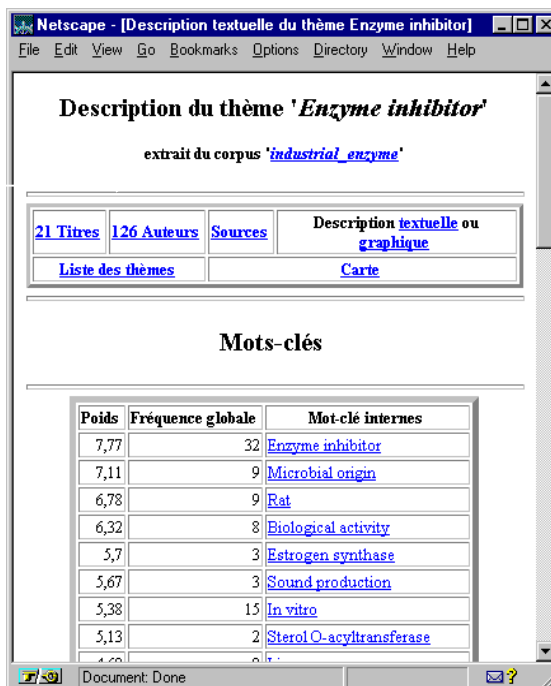 Netscape - [Description textuelle du thème Enzyme inhibitor]
File Edit View Go Bookmarks Options Directory Window Help
Description du thème 'Enzyme inhibitor'
extrait du corpus 'industrial_enzyme'
21 Titres 126 Auteurs Sources Description textuelle ou
graphique
Liste des thèmes Carte
Mots-clés
Poids Fréquence globale Mot-clé internes
7,77 32 Enzyme inhibitor
7,11 9 Microbial origin
6,78 9 Rat
6,32 8 Biological activity
5,7 3 Estrogen synthase
5,67 3 Sound production
5,38 15 In vitro
5,13 2 Sterol O-acyltransferase
Document: Done